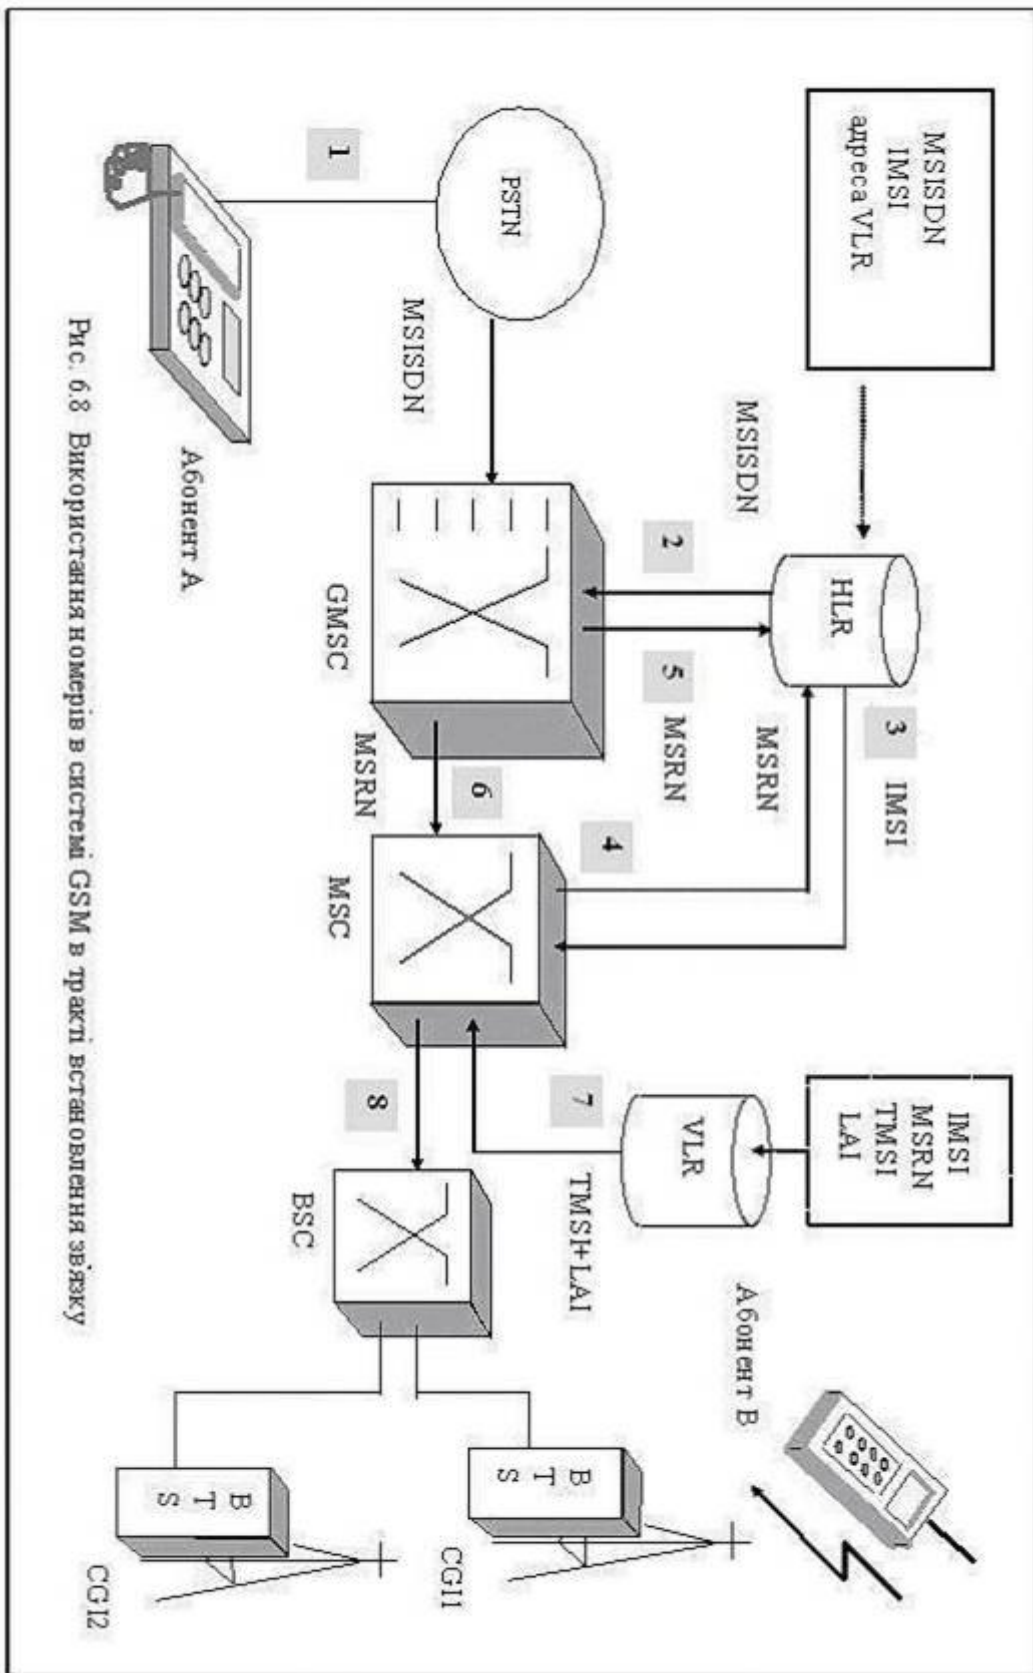 MSISDN
IMSI
адреса VLR
HLR
3
IMSI
IMSI
MSRN
TMSI
LAI
VLR
Абонент В
MSISDN
2
5
MSRN
MSRN
4
7
TMSI+LAI
PSTN
MSISDN
1
GMSC
MSRN
6
MSC
8
BSC
B
T
S
CGI1
B
T
S
CGI2
Абонент А
Рис. 6.8 Використання номерів в системі GSM в тракті встановлення зв'язку